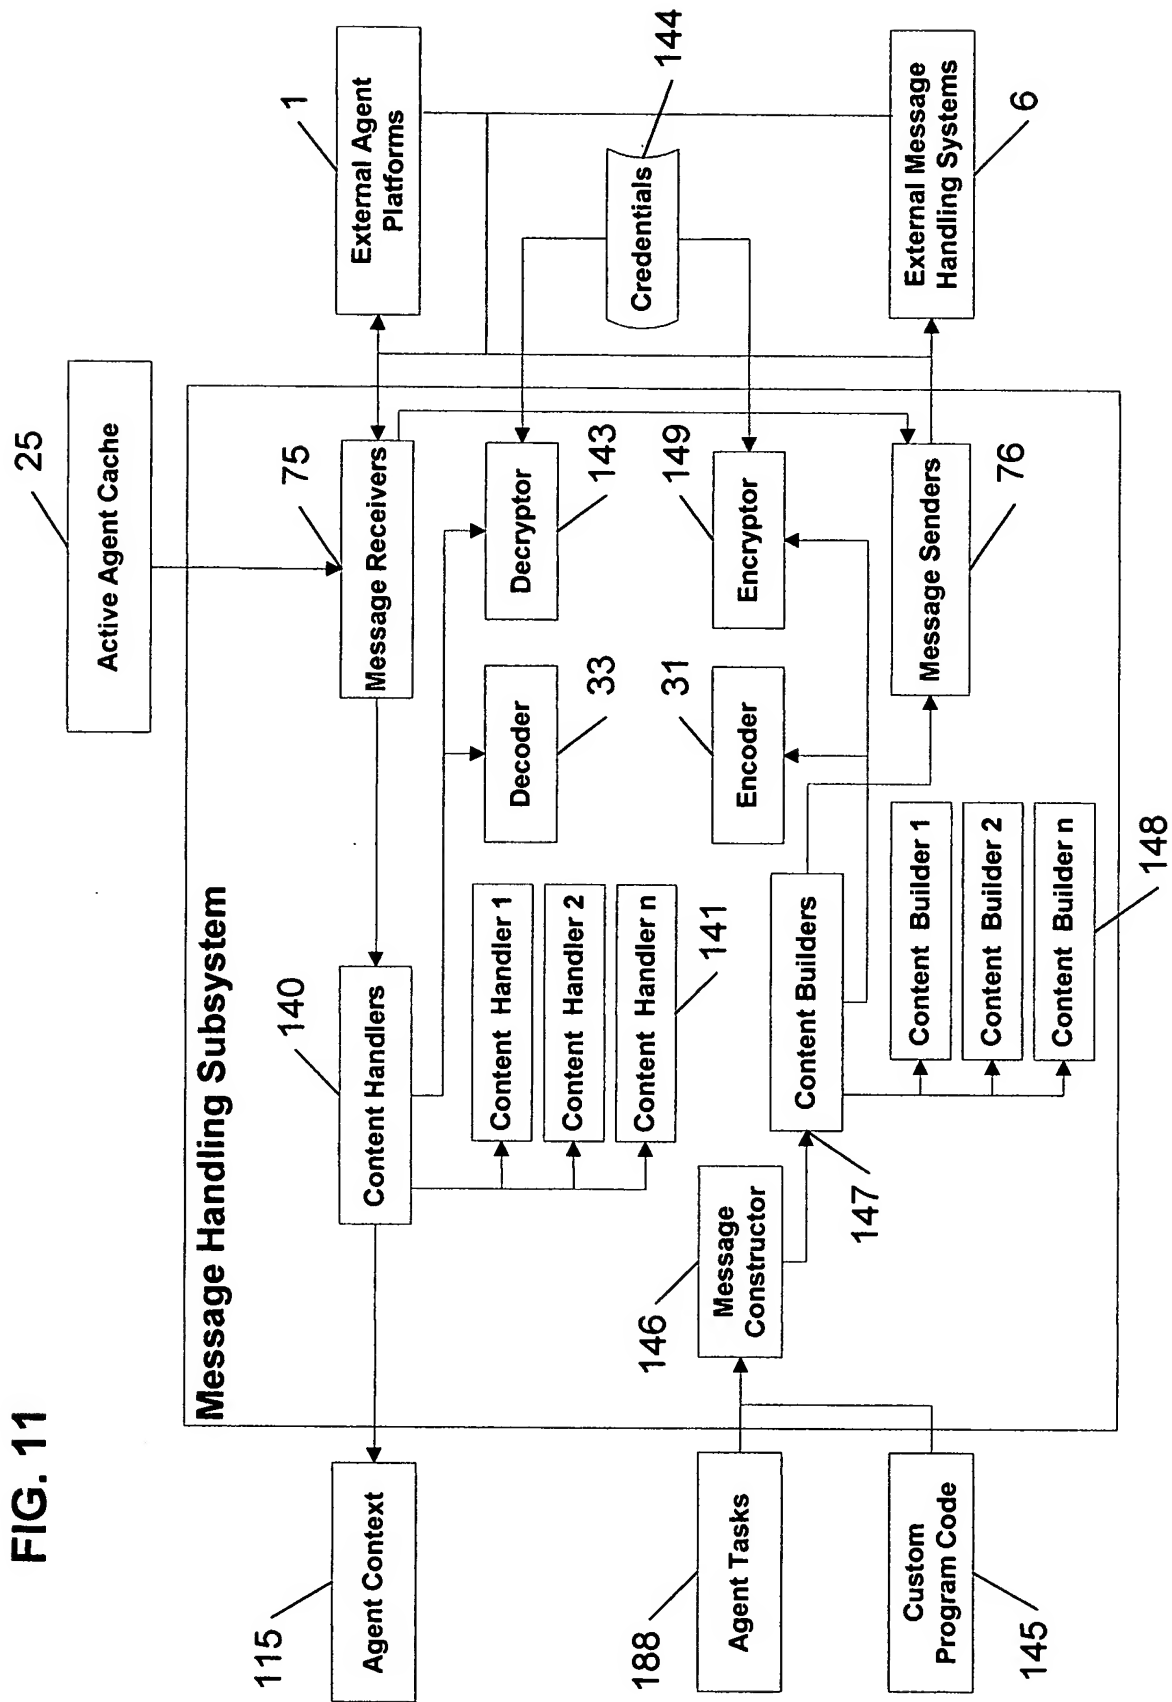 FIG. 11
25
Active Agent Cache
Message Handling Subsystem
115
Agent Context
140
Content Handlers
75
Message Receivers
1
External Agent
Platforms
Content Handler 1
Content Handler 2
Content Handler n
141
Decoder
33
Decryptor
143
Credentials
144
188
Agent Tasks
146
Message
Constructor
147
Content Builders
31
Encoder
149
Encryptor
Custom
Program Code
145
Content Builder 1
Content Builder 2
Content Builder n
148
Message Senders
76
External Message
Handling Systems
6